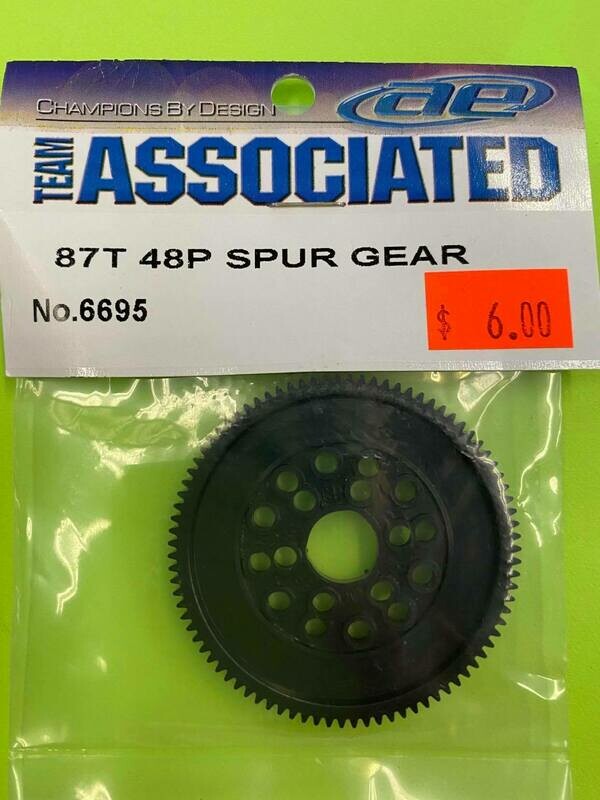 CHAMPIONS BY DESIGN
ae
TEAM ASSOCIATED
87T 48P SPUR GEAR
No.6695
$ 6.00